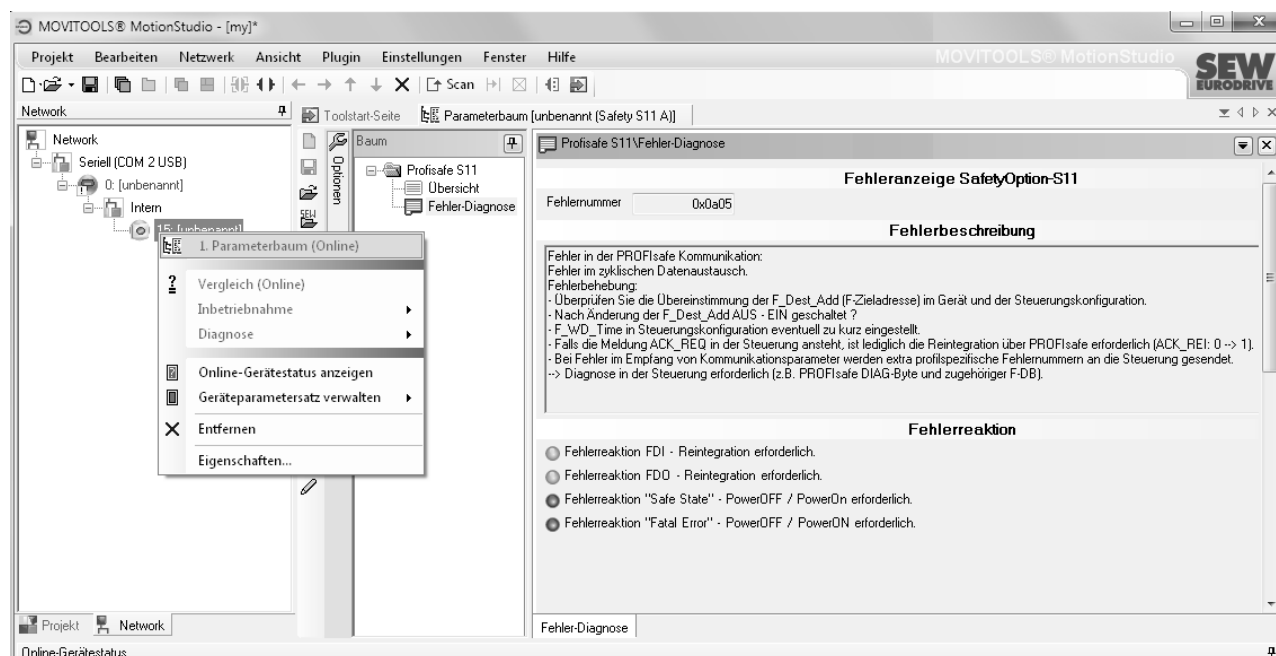 MOVITOOLS® MotionStudio - [my]*
Projekt Bearbeiten Netzwerk Ansicht Plugin Einstellungen Fenster Hilfe
MOVITOOLS® MotionStudio
SEW
EURODRIVE
Scan
Network
Toolstart-Seite
Parameterbaum [unbenannt (Safety S11 A)]
Network
Seriell (COM 2 USB)
0: [unbenannt]
Intern
15: [unbenannt]
1. Parameterbaum (Online)
Vergleich (Online)
Inbetriebnahme
Diagnose
Online-Gerätestatus anzeigen
Geräteparametersatz verwalten
Entfernen
Eigenschaften...
Optionen
SEW
Baum
Profisafe S11
Übersicht
Fehler-Diagnose
Profisafe S11\Fehler-Diagnose
Fehleranzeige SafetyOption-S11
Fehlernummer 0x0a05
Fehlerbeschreibung
Fehler in der PROFIsafe Kommunikation:
Fehler im zyklischen Datenaustausch.
Fehlerbehebung:
- Überprüfen Sie die Übereinstimmung der F_Dest_Add (F-Zieladresse) im Gerät und der Steuerungskonfiguration.
- Nach Änderung der F_Dest_Add AUS - EIN geschaltet ?
- F_WD_Time in Steuerungskonfiguration eventuell zu kurz eingestellt.
- Falls die Meldung ACK_REQ in der Steuerung ansteht, ist lediglich die Reintegration über PROFIsafe erforderlich (ACK_REI: 0 --> 1).
- Bei Fehler im Empfang von Kommunikationsparameter werden extra profilspezifische Fehlernummern an die Steuerung gesendet.
--> Diagnose in der Steuerung erforderlich (z.B. PROFIsafe DIAG-Byte und zugehöriger F-DB).
Fehlerreaktion
Fehlerreaktion FDI - Reintegration erforderlich.
Fehlerreaktion FDO - Reintegration erforderlich.
Fehlerreaktion "Safe State" - PowerOFF / PowerOn erforderlich.
Fehlerreaktion "Fatal Error" - PowerOFF / PowerON erforderlich.
Projekt
Network
Fehler-Diagnose
Online-Gerätestatus